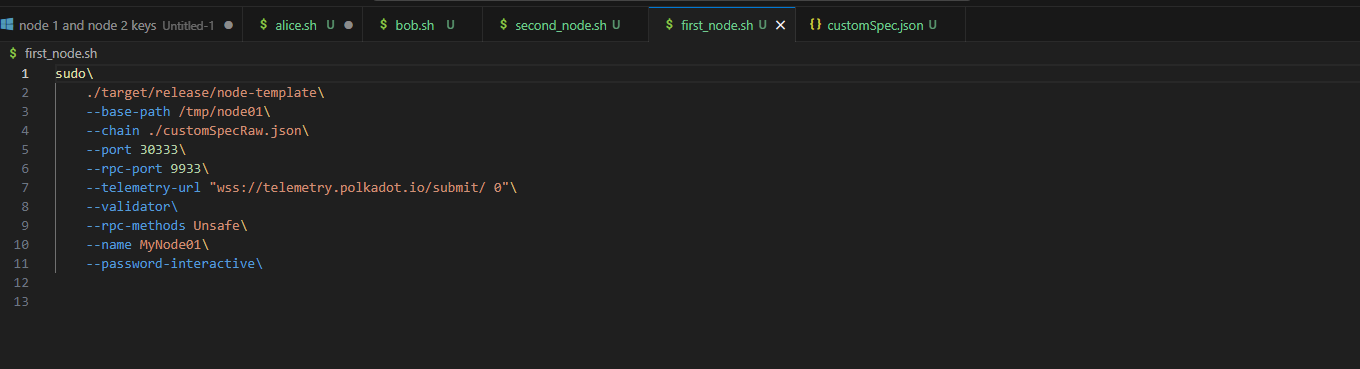 node 1 and node 2 keys Untitled-1 ● $ alice.sh U ● $ bob.sh U $ second_node.sh U $ first_node.sh U × {} customSpec.json U
$ first_node.sh
1 sudo\
2 ./target/release/node-template\
3 --base-path /tmp/node01\
4 --chain ./customSpecRaw.json\
5 --port 30333\
6 --rpc-port 9933\
7 --telemetry-url "wss://telemetry.polkadot.io/submit/ 0"\
8 --validator\
9 --rpc-methods Unsafe\
10 --name MyNode01\
11 --password-interactive\
12
13